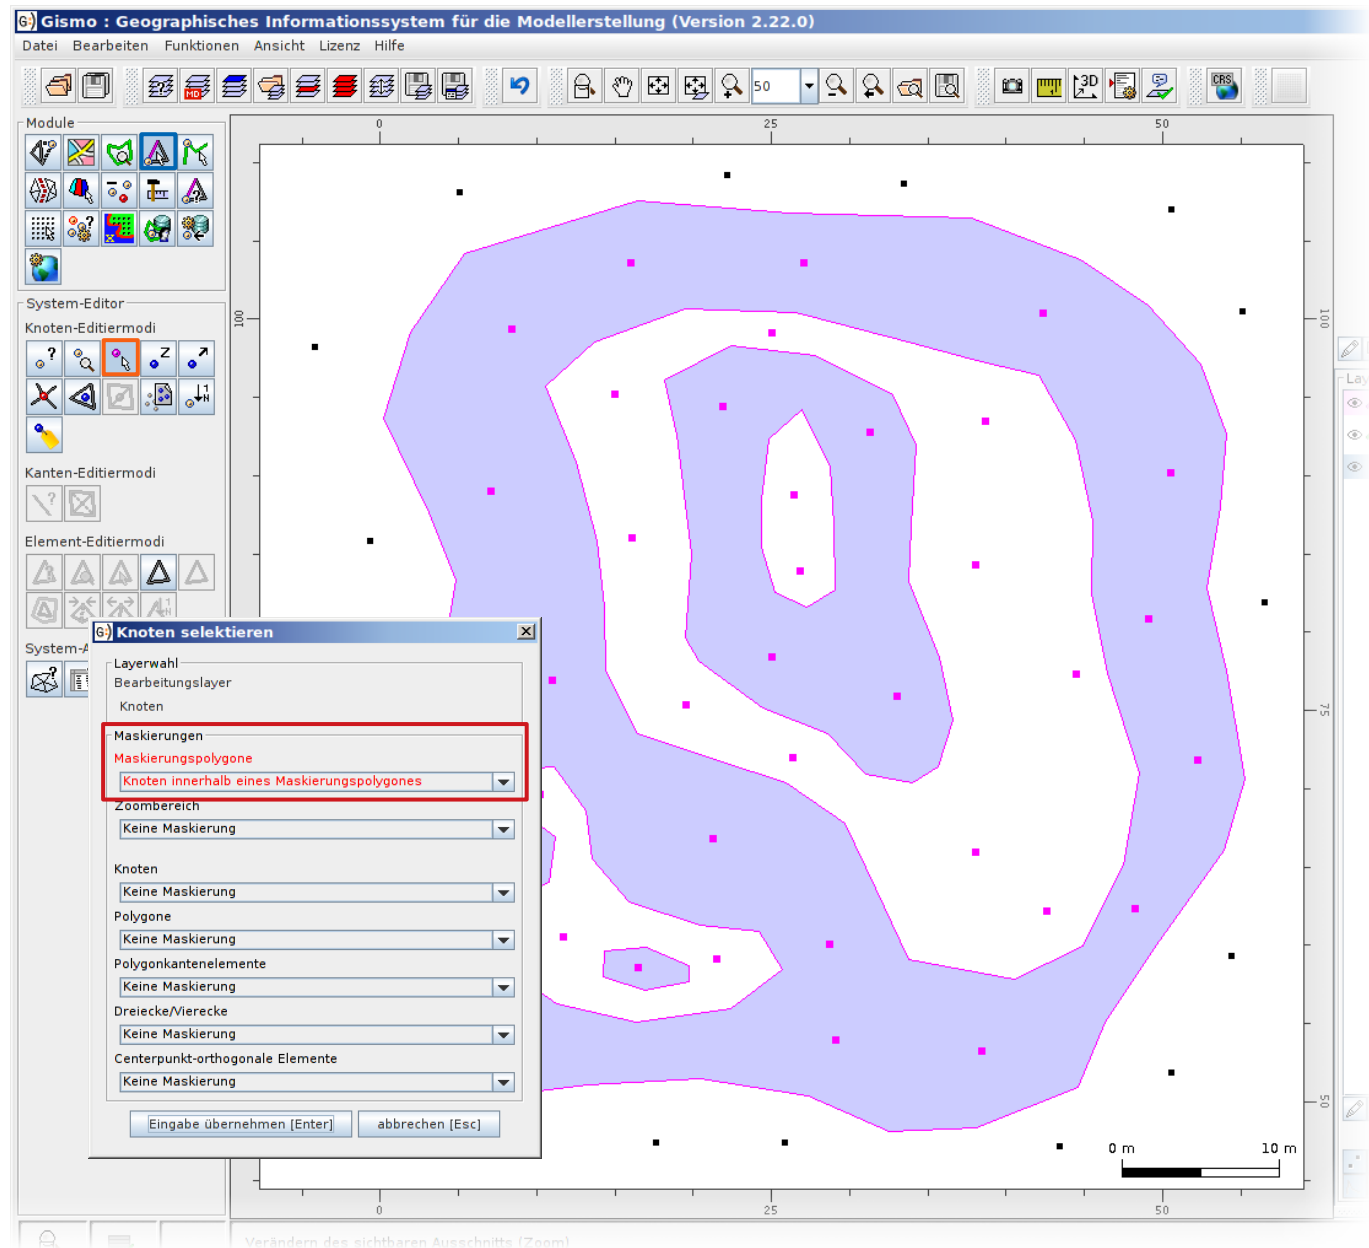 G:) Gismo : Geographisches Informationssystem für die Modellerstellung (Version 2.22.0)
Datei Bearbeiten Funktionen Ansicht Lizenz Hilfe
50
3D
CRS
MD
Module
0 25 50
System-Editor
Knoten-Editiermodi
100
100
Kanten-Editiermodi
Element-Editiermodi
Lay
G:) Knoten selektieren
System-A
Layerwahl
Bearbeitungslayer
Knoten
75
Maskierungen
Maskierungspolygone
Knoten innerhalb eines Maskierungspolygones
Zoombereich
Keine Maskierung
Knoten
Keine Maskierung
Polygone
Keine Maskierung
Polygonkantenelemente
Keine Maskierung
Dreiecke/Vierecke
Keine Maskierung
Centerpunkt-orthogonale Elemente
Keine Maskierung
50
Eingabe übernehmen [Enter] abbrechen [Esc]
0 m 10 m
0 25 50
Verändern des sichtbaren Ausschnitts (Zoom)